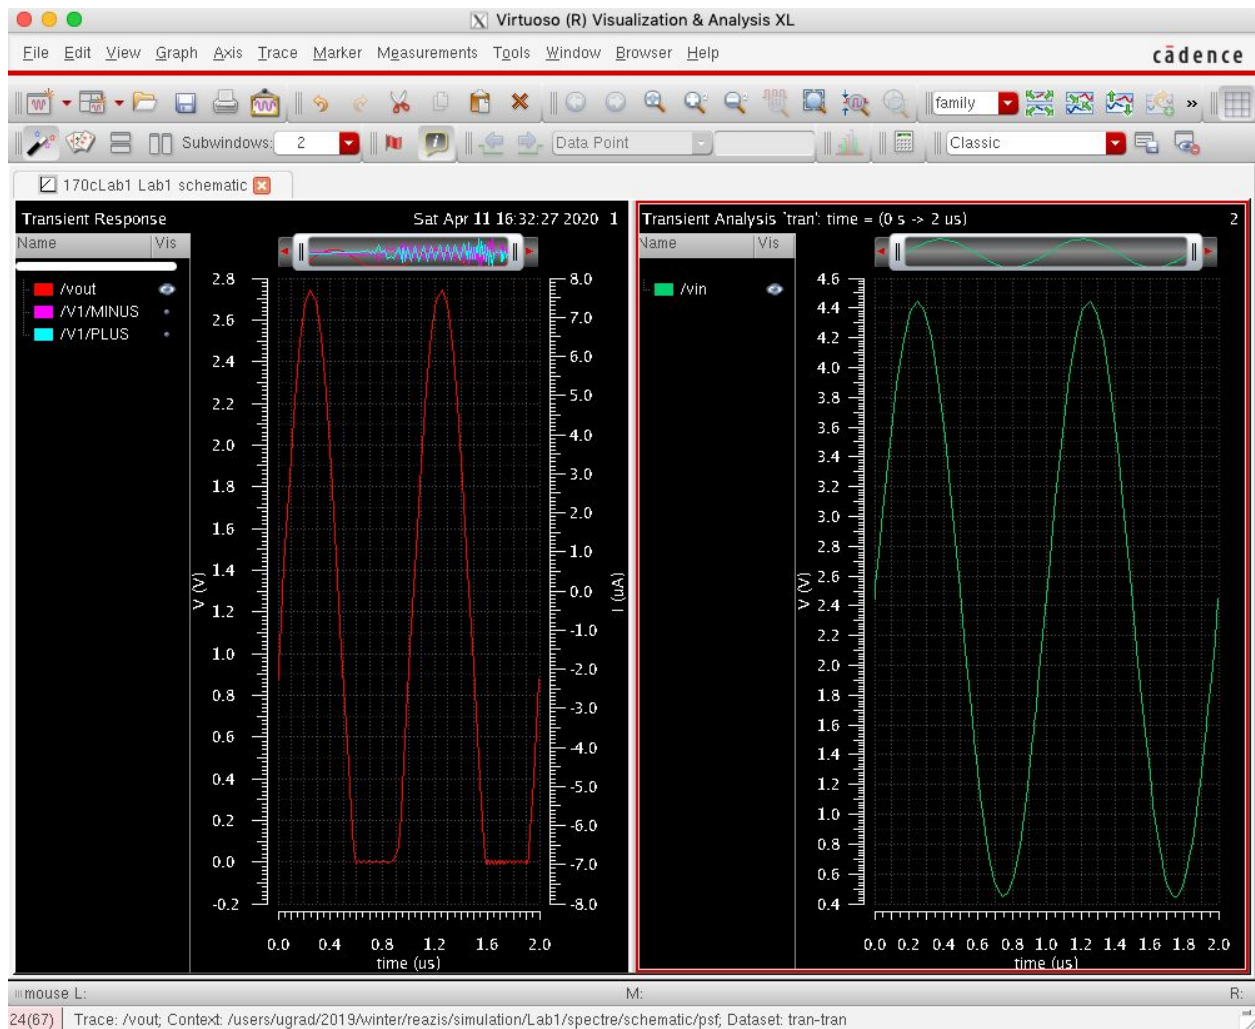 Virtuoso (R) Visualization & Analysis XL
File Edit View Graph Axis Trace Marker Measurements Tools Window Browser Help
cādence
family
»
Subwindows: 2
Data Point
Classic
170cLab1 Lab1 schematic
Transient Response
Sat Apr 11 16:32:27 2020 1
Name Vis
/vout
/V1/MINUS
/V1/PLUS
2.8
2.6
2.4
2.2
2.0
1.8
1.6
1.4
1.2
1.0
0.8
0.6
0.4
0.2
0.0
-0.2
V (V)
8.0
7.0
6.0
5.0
4.0
3.0
2.0
1.0
0.0
-1.0
-2.0
-3.0
-4.0
-5.0
-6.0
-7.0
-8.0
I (uA)
0.0 0.4 0.8 1.2 1.6 2.0
time (us)
Transient Analysis `tran': time = (0 s -> 2 us)
2
Name Vis
/vin
4.6
4.4
4.2
4.0
3.8
3.6
3.4
3.2
3.0
2.8
2.6
2.4
2.2
2.0
1.8
1.6
1.4
1.2
1.0
0.8
0.6
0.4
V (V)
0.0 0.2 0.4 0.6 0.8 1.0 1.2 1.4 1.6 1.8 2.0
time (us)
mouse L: M: R:
24(67) Trace: /vout; Context: /users/ugrad/2019/winter/reazis/simulation/Lab1/spectre/schematic/psf; Dataset: tran-tran